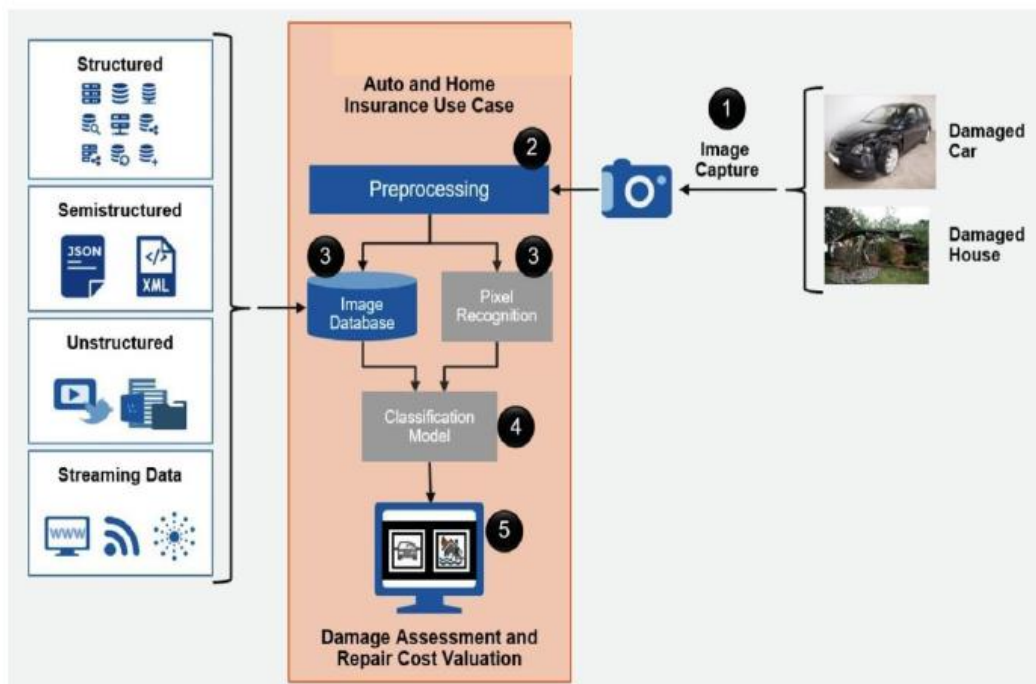 Structured
Semistructured
JSON
</>
XML
Unstructured
Streaming Data
WWW
Auto and Home
Insurance Use Case
2
Preprocessing
3
Image
Database
3
Pixel
Recognition
Classification
Model
4
5
Damage Assessment and
Repair Cost Valuation
1
Image
Capture
Damaged
Car
Damaged
House